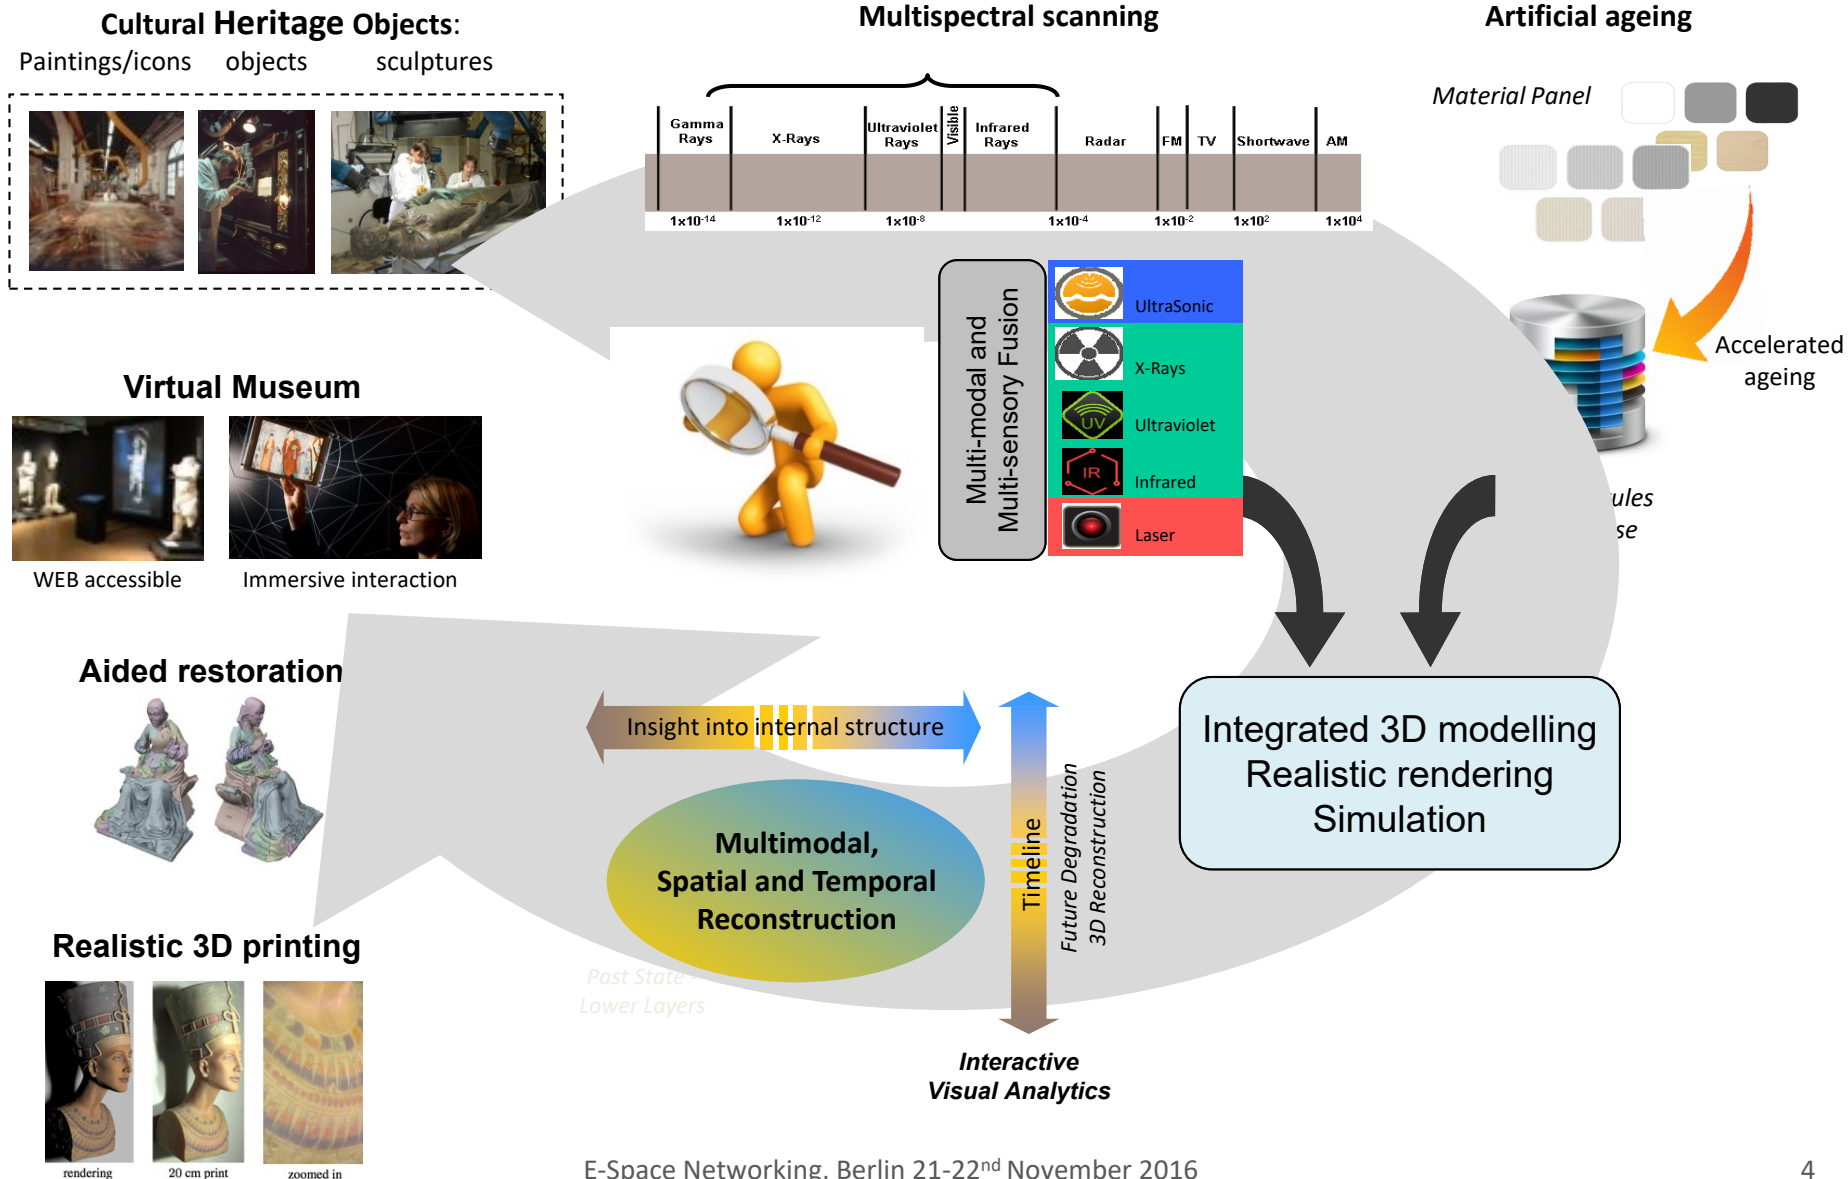 Cultural Heritage Objects:
Paintings/icons objects sculptures
Multispectral scanning
Gamma Rays
X-Rays
Ultraviolet Rays
Visible
Infrared Rays
Radar
FM
TV
Shortwave
AM
1x10-14 1x10-12 1x10-8 1x10-4 1x10-2 1x102 1x104
Artificial ageing
Material Panel
Accelerated
ageing
ules
se
Multi-modal and
Multi-sensory Fusion
UltraSonic
X-Rays
UV
Ultraviolet
IR
Infrared
Laser
Virtual Museum
WEB accessible Immersive interaction
Aided restoration
Realistic 3D printing
rendering 20 cm print zoomed in
Insight into internal structure
Multimodal,
Spatial and Temporal
Reconstruction
Past State -
Lower Layers
Timeline
Future Degradation
3D Reconstruction
Interactive
Visual Analytics
Integrated 3D modelling
Realistic rendering
Simulation
E-Space Networking, Berlin 21-22nd November 2016
4